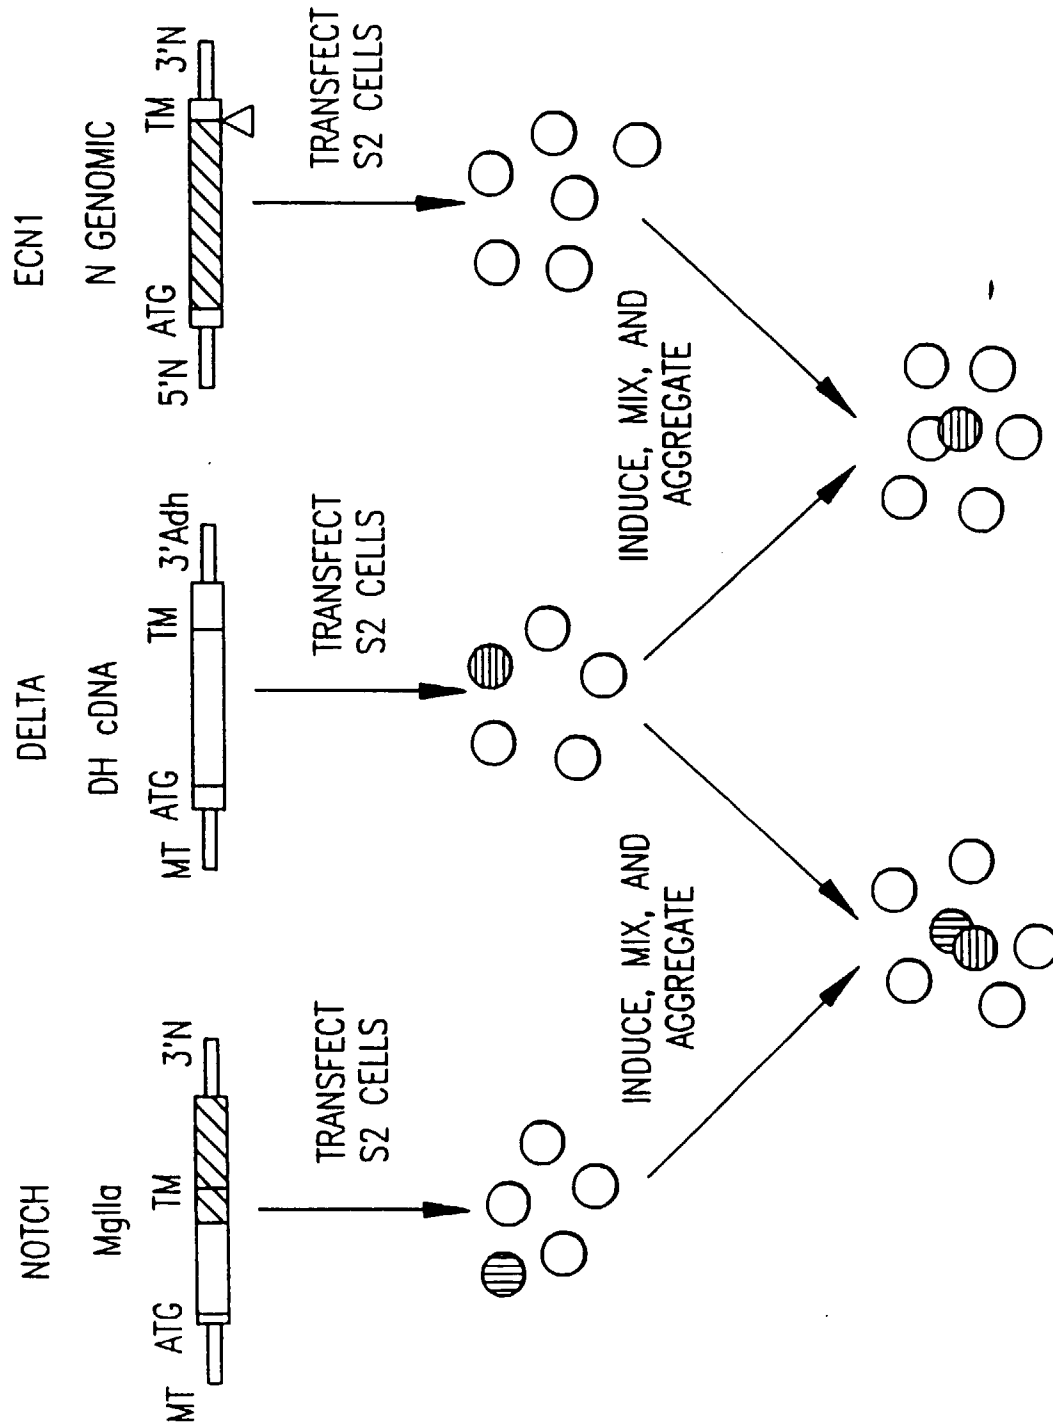 NOTCH
MgIIa
MT ATG TM 3'N
TRANSFECT
S2 CELLS
DELTA
DH cDNA
MT ATG TM 3'Adh
TRANSFECT
S2 CELLS
ECN1
N GENOMIC
5'N ATG TM 3'N
TRANSFECT
S2 CELLS
INDUCE, MIX, AND
AGGREGATE
INDUCE, MIX, AND
AGGREGATE